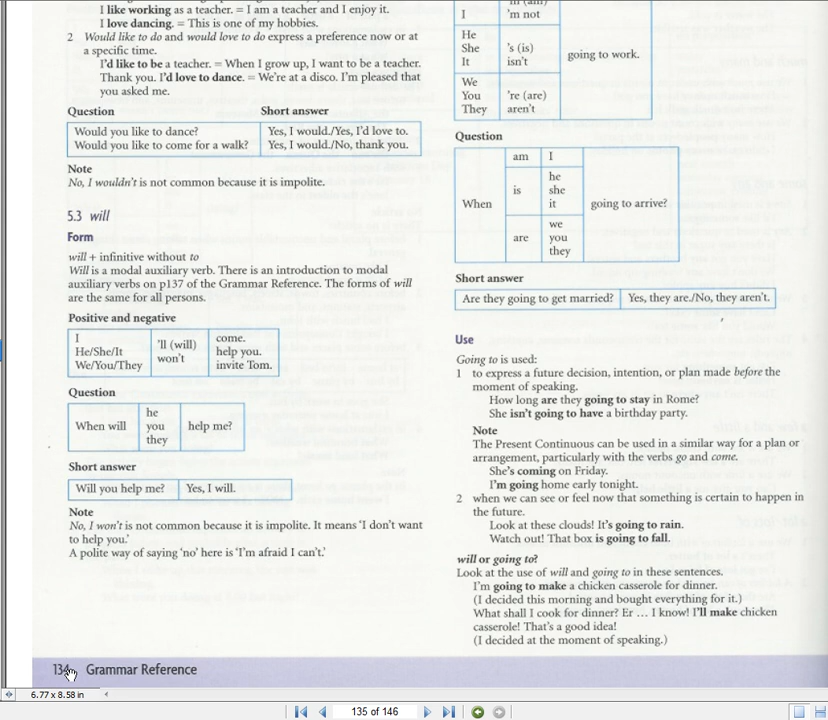 I like working as a teacher. = I am a teacher and I enjoy it.
I love dancing. = This is one of my hobbies.
2 Would like to do and would love to do express a preference now or at
a specific time.
I'd like to be a teacher. = When I grow up, I want to be a teacher.
Thank you. I'd love to dance. = We're at a disco. I'm pleased that
you asked me.
Question Short answer
Would you like to dance? Yes, I would./Yes, I'd love to.
Would you like to come for a walk? Yes, I would./No, thank you.
Note
No, I wouldn't is not common because it is impolite.
5.3 will
Form
will + infinitive without to
Will is a modal auxiliary verb. There is an introduction to modal
auxiliary verbs on p137 of the Grammar Reference. The forms of will
are the same for all persons.
Positive and negative
I
He/She/It
We/You/They
'll (will)
won't
come.
help you.
invite Tom.
Question
When will
he
you
they
help me?
Short answer
Will you help me? Yes, I will.
Note
No, I won't is not common because it is impolite. It means 'I don't want
to help you.'
A polite way of saying 'no' here is 'I'm afraid I can't.'
I
'm (am)
'm not
He
She
It
's (is)
isn't
We
You
They
're (are)
aren't
going to work.
Question
When
am I
is
he
she
it
are
we
you
they
going to arrive?
Short answer
Are they going to get married? Yes, they are./No, they aren't.
Use
Going to is used:
1 to express a future decision, intention, or plan made before the
moment of speaking.
How long are they going to stay in Rome?
She isn't going to have a birthday party.
Note
The Present Continuous can be used in a similar way for a plan or
arrangement, particularly with the verbs go and come.
She's coming on Friday.
I'm going home early tonight.
2 when we can see or feel now that something is certain to happen in
the future.
Look at these clouds! It's going to rain.
Watch out! That box is going to fall.
will or going to?
Look at the use of will and going to in these sentences.
I'm going to make a chicken casserole for dinner.
(I decided this morning and bought everything for it.)
What shall I cook for dinner? Er … I know! I'll make chicken
casserole! That's a good idea!
(I decided at the moment of speaking.)
134 Grammar Reference
6.77 x 8.58 in
135 of 146